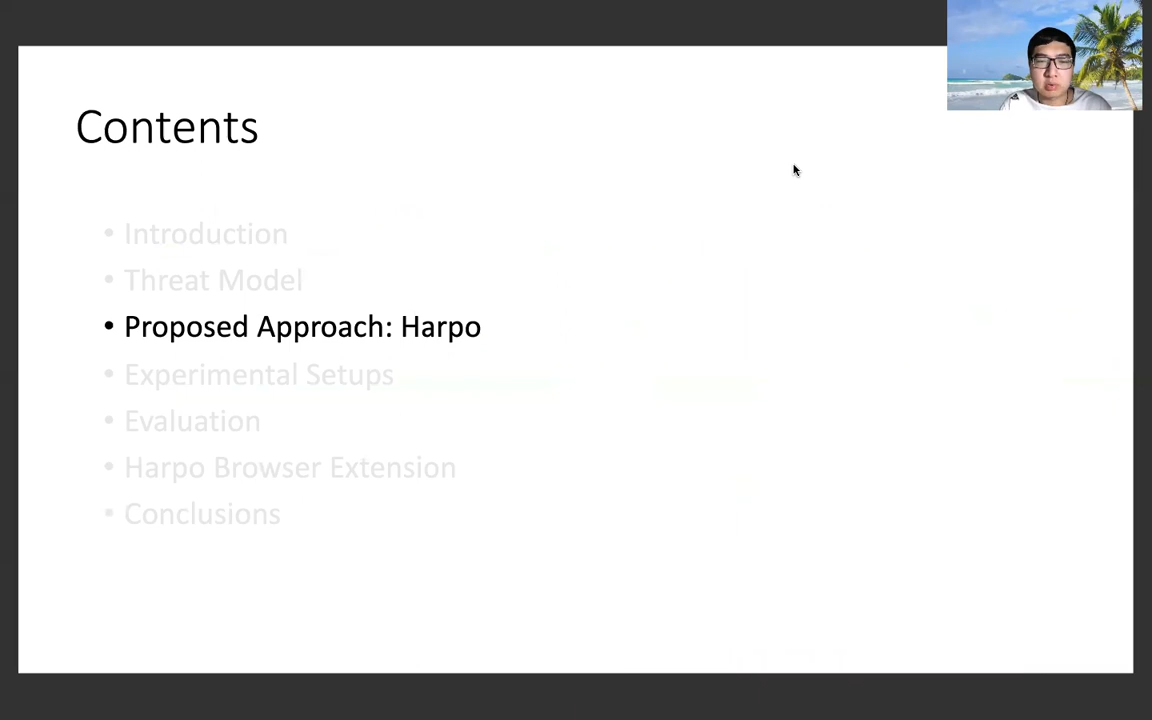 Contents
• Introduction
• Threat Model
• Proposed Approach: Harpo
• Experimental Setups
• Evaluation
• Harpo Browser Extension
• Conclusions